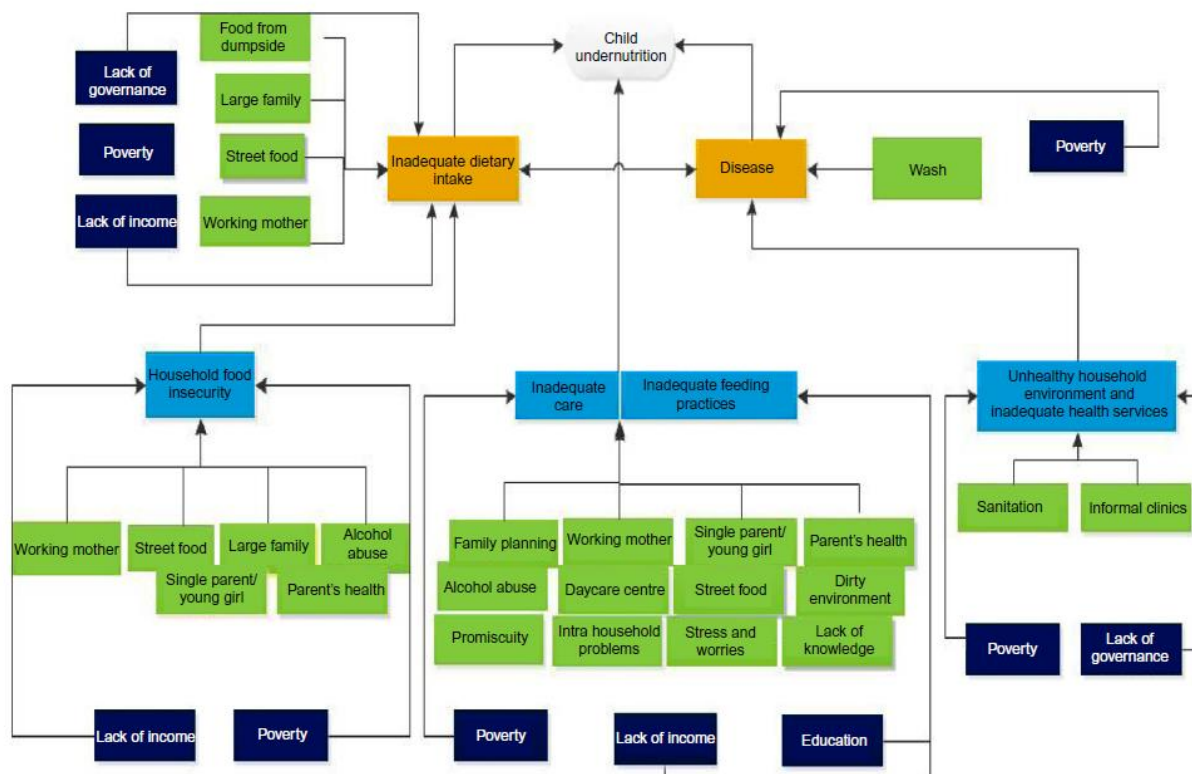 Food from
dumpside
Child
undernutrition
Lack of
governance
Large family
Poverty
Street food
Inadequate dietary
intake
Disease
Wash
Poverty
Lack of income
Working mother
Household food
insecurity
Inadequate
care
Inadequate feeding
practices
Unhealthy household
environment and
inadequate health
services
Working mother
Street food
Large family
Alcohol
abuse
Single parent/
young girl
Parent's health
Family planning
Working mother
Single parent/
young girl
Parent's health
Alcohol abuse
Daycare centre
Street food
Dirty
environment
Promiscuity
Intra household
problems
Stress and
worries
Lack of
knowledge
Sanitation
Informal clinics
Poverty
Lack of
governance
Lack of income
Poverty
Poverty
Lack of income
Education